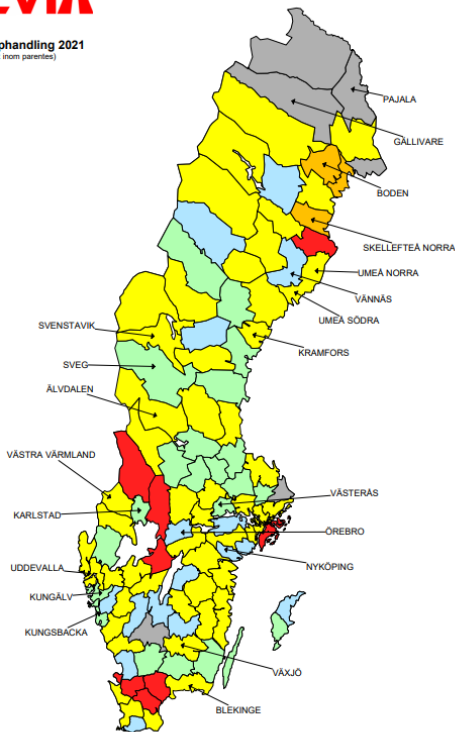 phandling 2021
inom parentes)
PAJALA
GÄLLIVARE
BODEN
SKELLEFTEÅ NORRA
UMEÅ NORRA
VÄNNÄS
UMEÅ SÖDRA
SVENSTAVIK
KRAMFORS
SVEG
ÄLVDALEN
VÄSTRA VÄRMLAND
VÄSTERÅS
KARLSTAD
ÖREBRO
UDDEVALLA
NYKÖPING
KUNGÄLV
KUNGSBACKA
VÄXJÖ
BLEKINGE